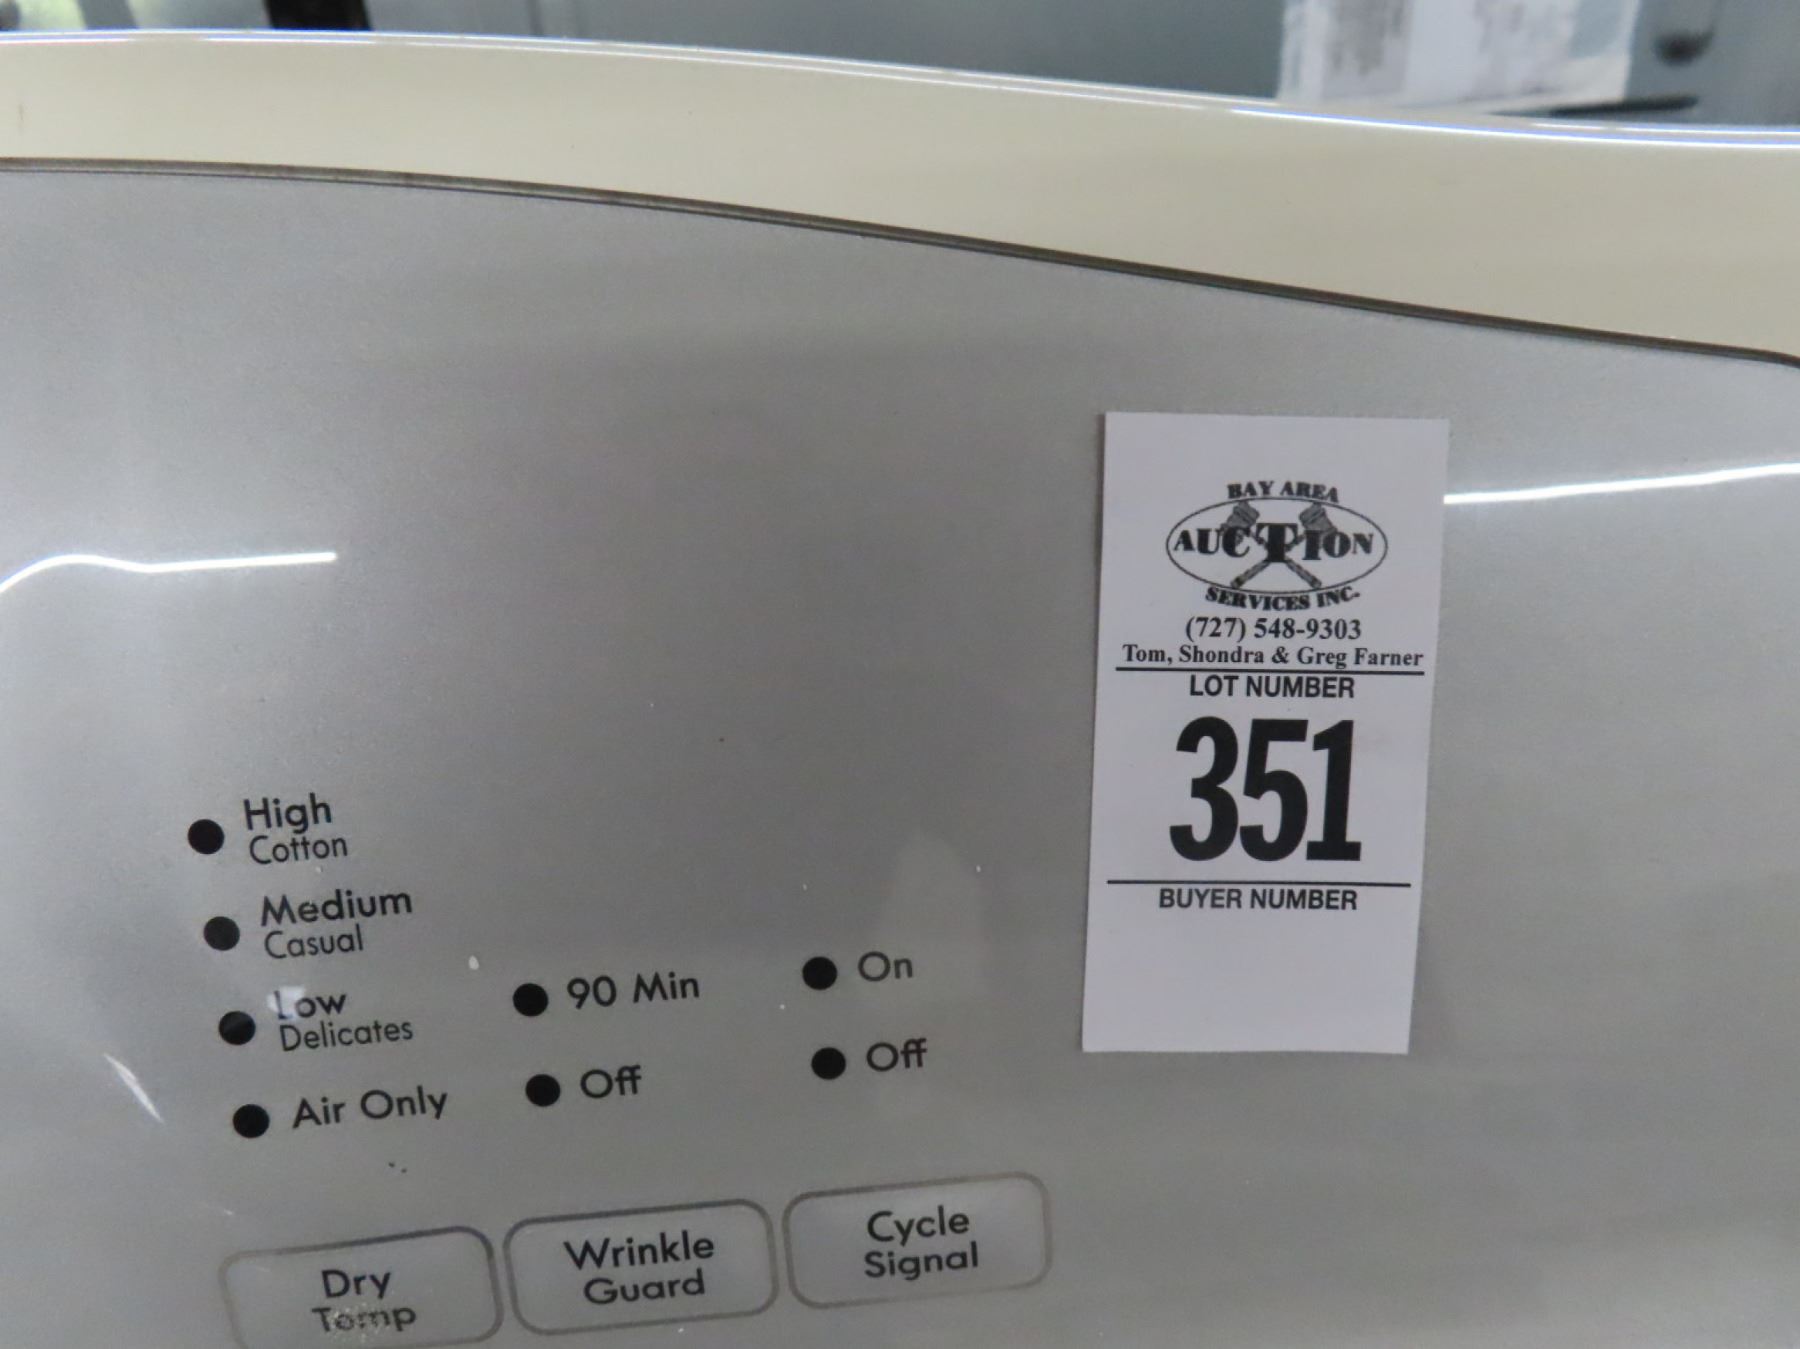 BAY AREA
AUCTION
SERVICES INC.
(727) 548-9303
Tom, Shondra & Greg Farner
LOT NUMBER
351
BUYER NUMBER
High
Cotton
Medium
Casual
Low
Delicates
Air Only
90 Min
Off
On
Off
Dry
Temp
Wrinkle
Guard
Cycle
Signal